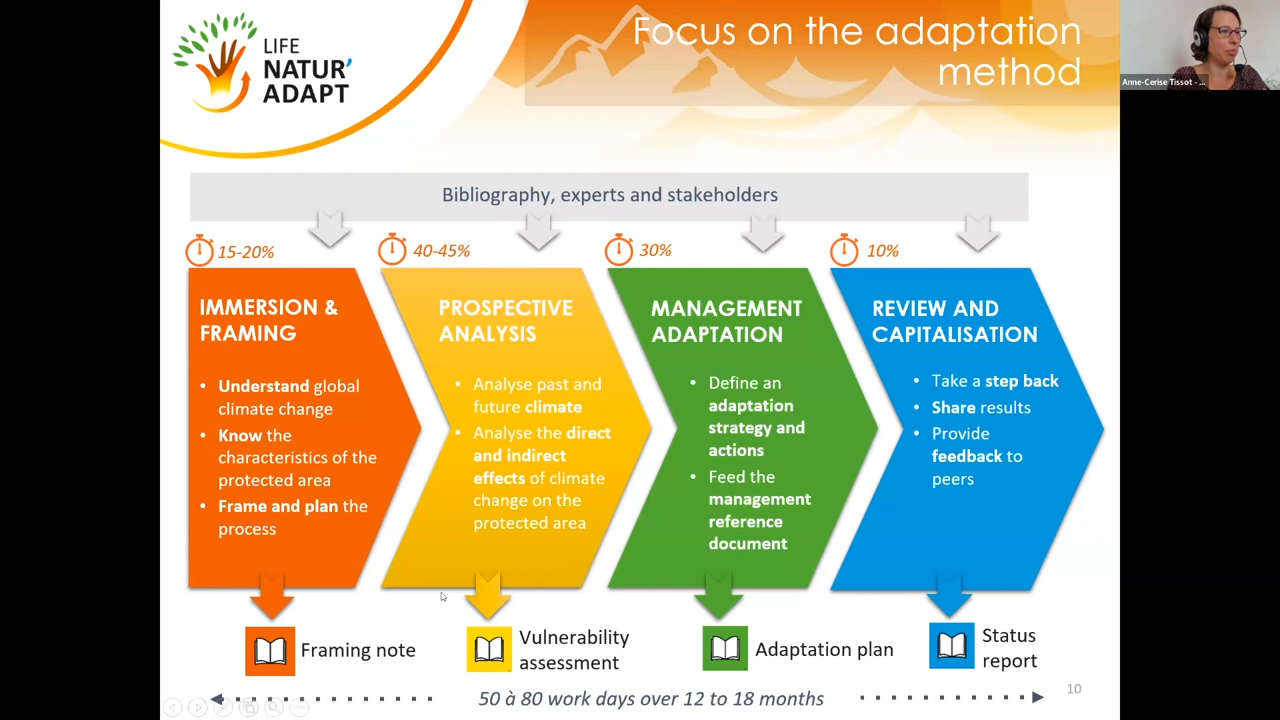 LIFE
NATUR'
ADAPT
Focus on the adaptation
method
Anne-Cerise Tissot - ...
Bibliography, experts and stakeholders
15-20%
40-45%
30%
10%
IMMERSION &
FRAMING
• Understand global
climate change
• Know the
characteristics of the
protected area
• Frame and plan the
process
PROSPECTIVE
ANALYSIS
• Analyse past and
future climate
• Analyse the direct
and indirect
effects of climate
change on the
protected area
MANAGEMENT
ADAPTATION
• Define an
adaptation
strategy and
actions
• Feed the
management
reference
document
REVIEW AND
CAPITALISATION
• Take a step back
• Share results
• Provide
feedback to
peers
Framing note
Vulnerability
assessment
Adaptation plan
Status
report
50 à 80 work days over 12 to 18 months
10